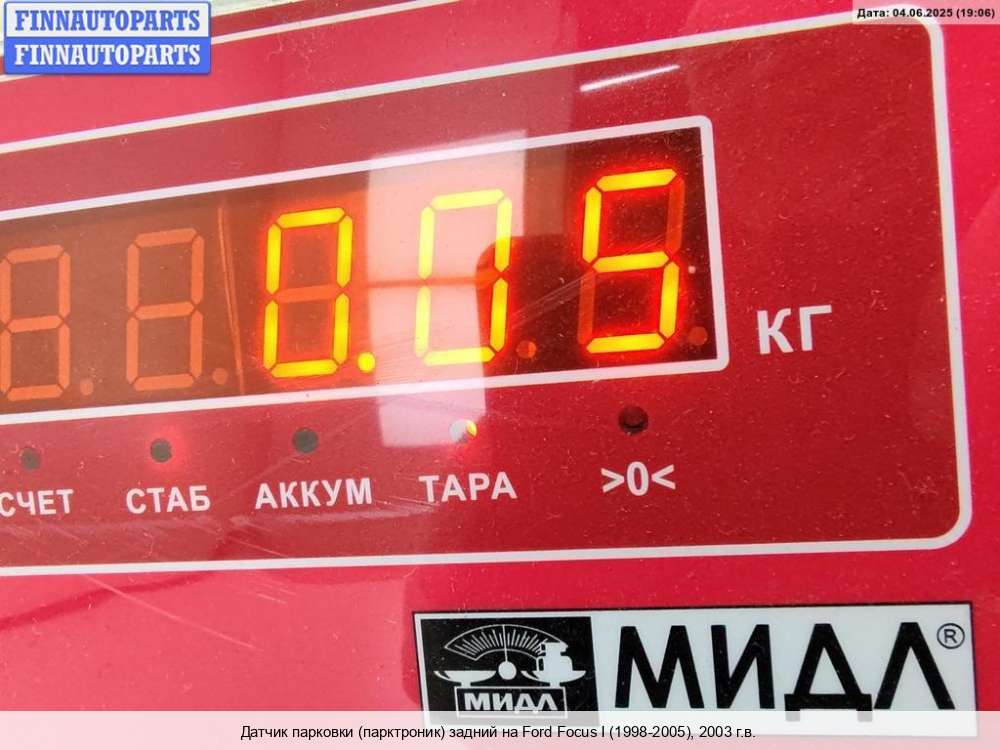 FINNAUTOPARTS
FINNAUTOPARTS
Дата: 04.06.2025 (19:06)
0.05
КГ
СЧЕТ СТАБ АККУМ ТАРА >0<
МИДЛ МИДЛ®
Датчик парковки (парктроник) задний на Ford Focus I (1998-2005), 2003 г.в.